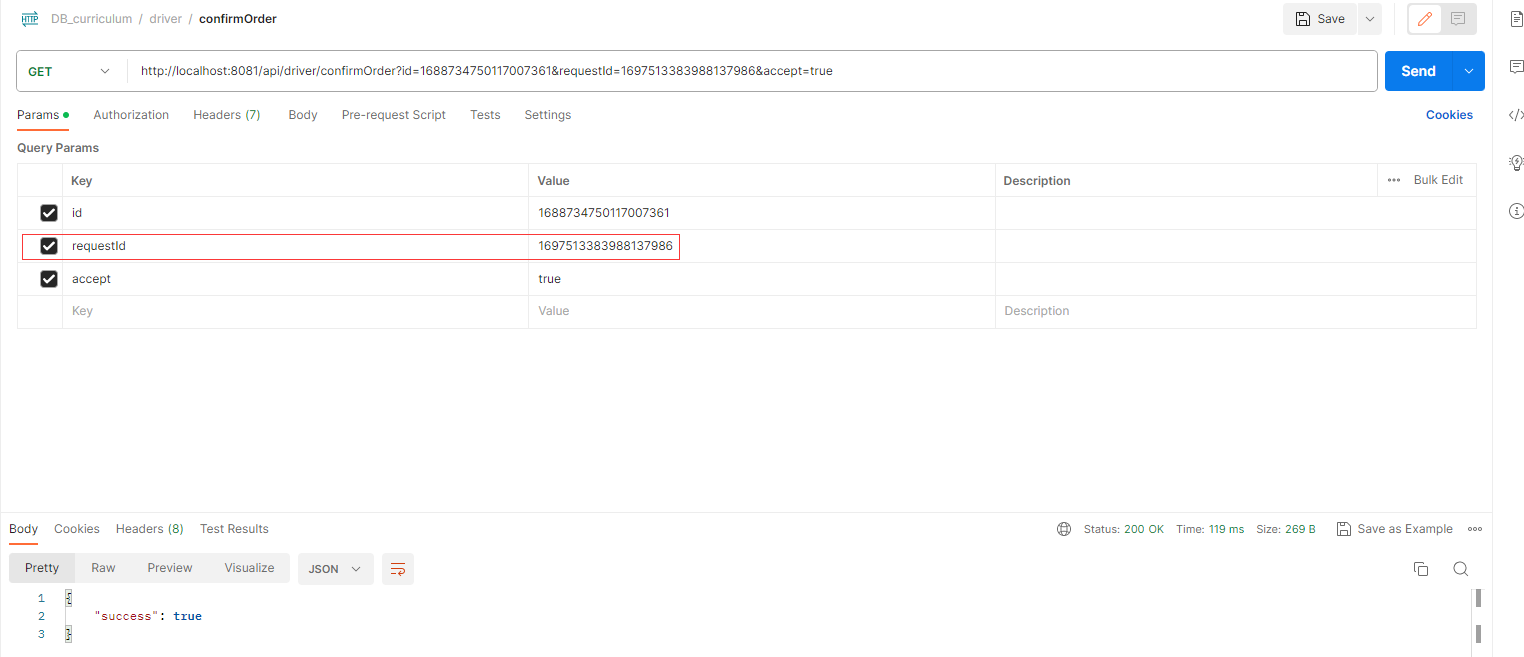 HTTP DB_curriculum / driver / confirmOrder Save
GET http://localhost:8081/api/driver/confirmOrder?id=1688734750117007361&requestId=1697513383988137986&accept=true Send
Params Authorization Headers (7) Body Pre-request Script Tests Settings Cookies
Query Params
Key Value Description Bulk Edit
id 1688734750117007361
requestId 1697513383988137986
accept true
Key Value Description
Body Cookies Headers (8) Test Results Status: 200 OK Time: 119 ms Size: 269 B Save as Example
Pretty Raw Preview Visualize JSON
1 {
2 "success": true
3 }